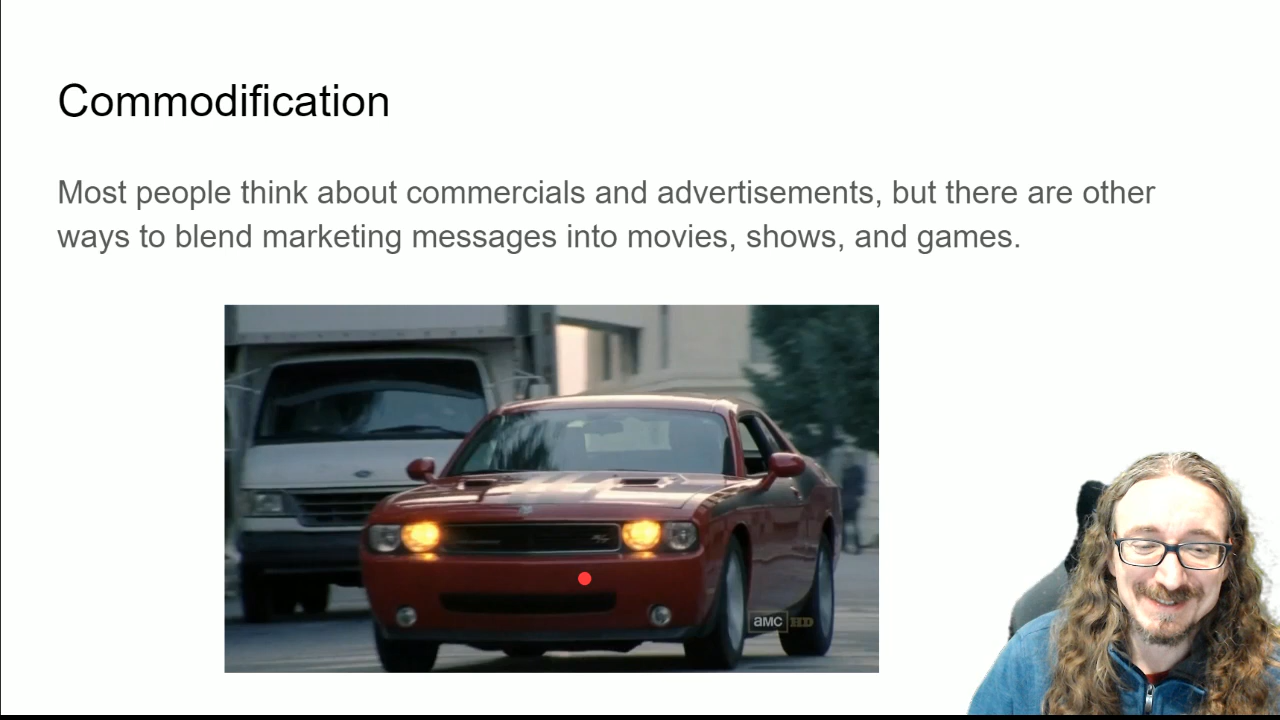 Commodification
Most people think about commercials and advertisements, but there are other
ways to blend marketing messages into movies, shows, and games.
R/T
amc HD